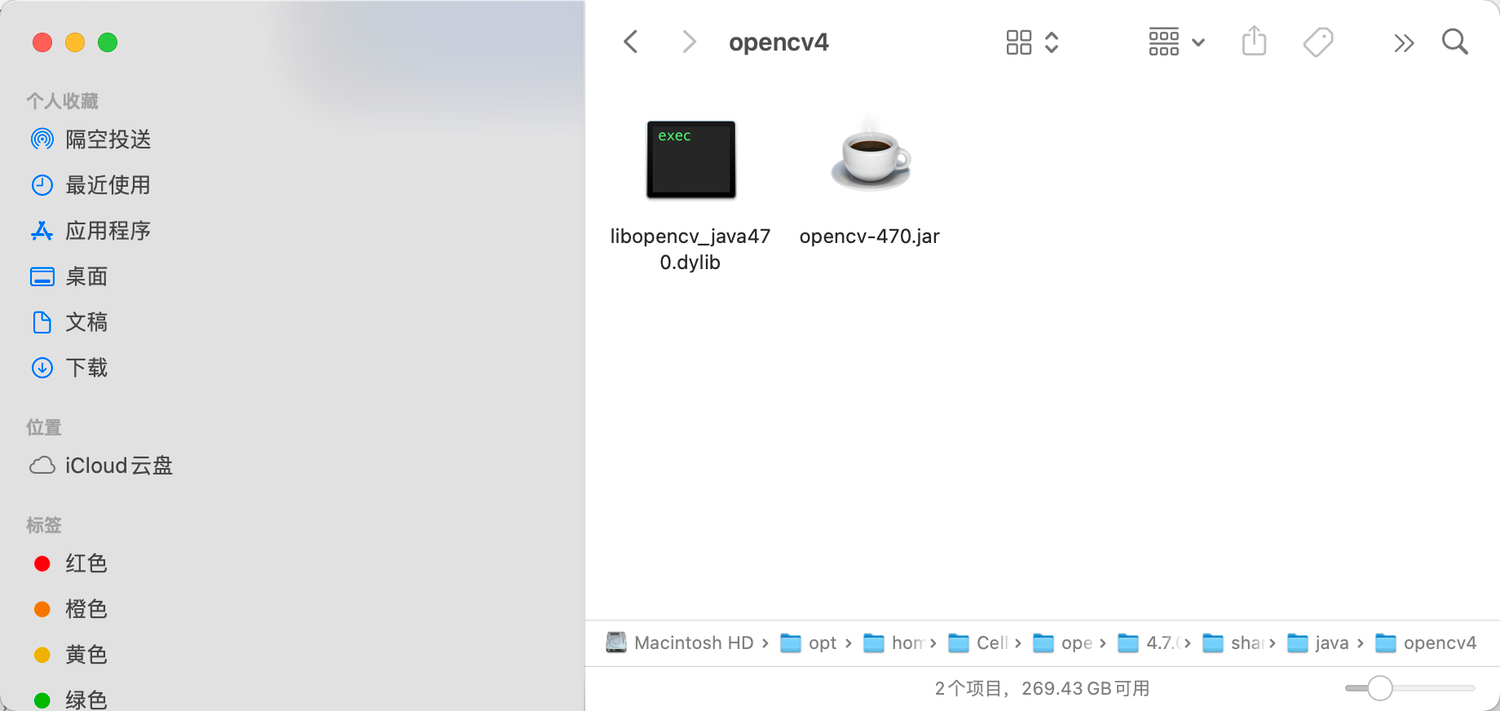 个人收藏
隔空投送
最近使用
应用程序
桌面
文稿
下载
位置
iCloud云盘
标签
红色
橙色
黄色
绿色
opencv4
exec
libopencv_java47
0.dylib
opencv-470.jar
Macintosh HD › opt › hom › Cell › ope › 4.7. › shar › java › opencv4
2个项目，269.43 GB可用